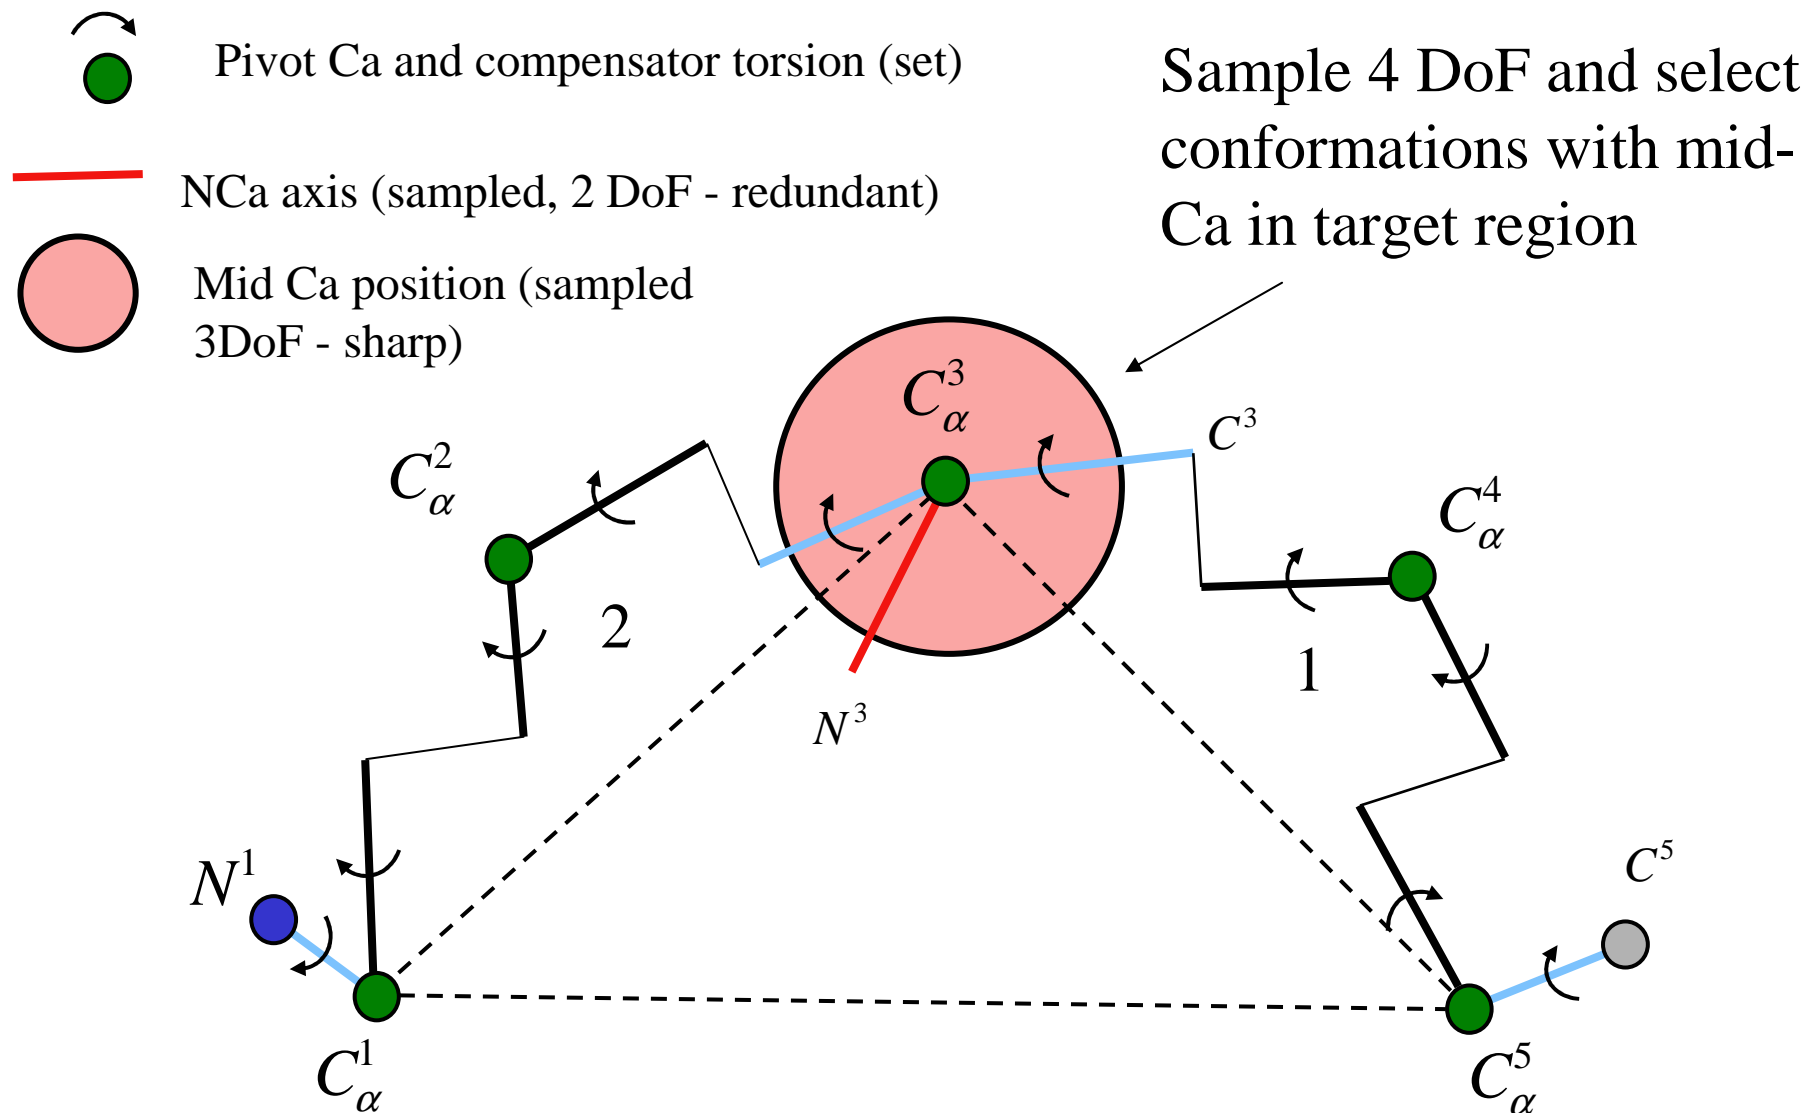 Pivot Ca and compensator torsion (set)
NCa axis (sampled, 2 DoF - redundant)
Mid Ca position (sampled
3DoF - sharp)
Sample 4 DoF and select
conformations with mid-
Ca in target region
C³α
C³
C²α
C⁴α
2
1
N³
N¹
C⁵
C¹α
C⁵α